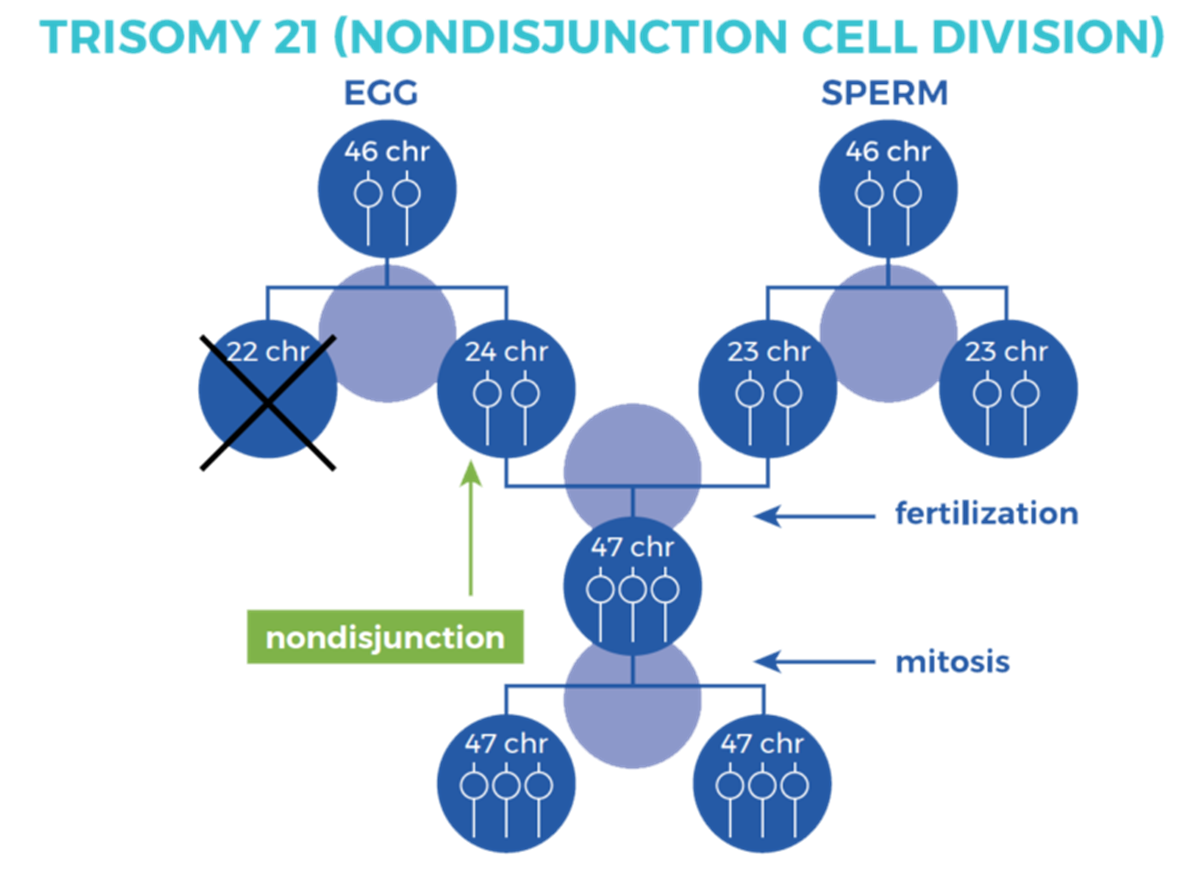 TRISOMY 21 (NONDISJUNCTION CELL DIVISION)
EGG
SPERM
46 chr
46 chr
22 chr
24 chr
23 chr
23 chr
fertilization
47 chr
nondisjunction
mitosis
47 chr
47 chr